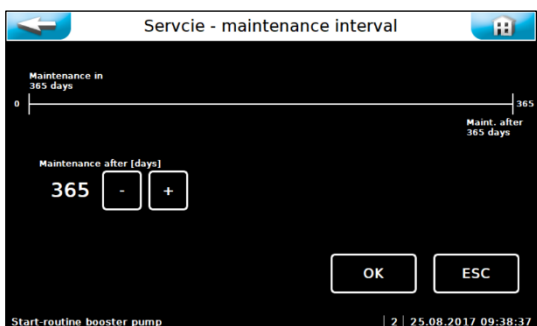 Servcie - maintenance interval
Maintenance in
365 days
0
365
Maint. after
365 days
Maintenance after [days]
365 - +
OK ESC
Start-routine booster pump | 2 | 25.08.2017 09:38:37